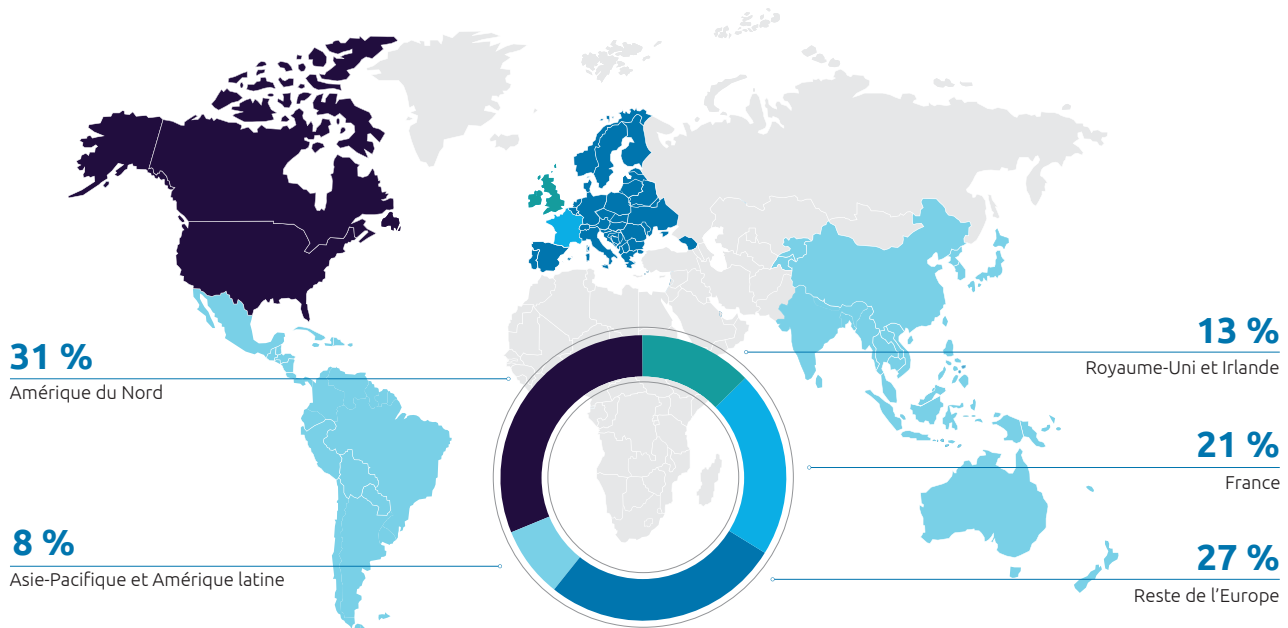 31 %
Amérique du Nord
8 %
Asie-Pacifique et Amérique latine
13 %
Royaume-Uni et Irlande
21 %
France
27 %
Reste de l’Europe